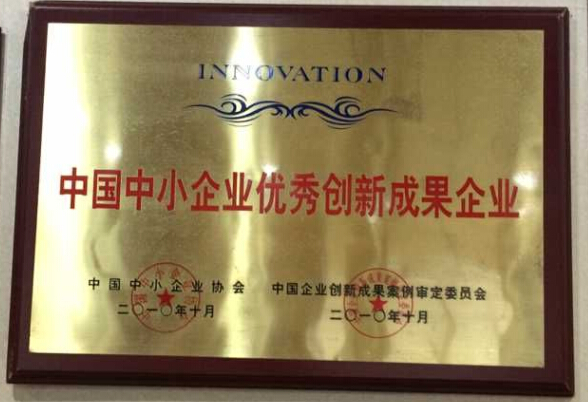 INNOVATION
中国中小企业优秀创新成果企业
中国中小企业协会
二〇一〇年十月
中国企业创新成果案例审定委员会
二〇一〇年十月